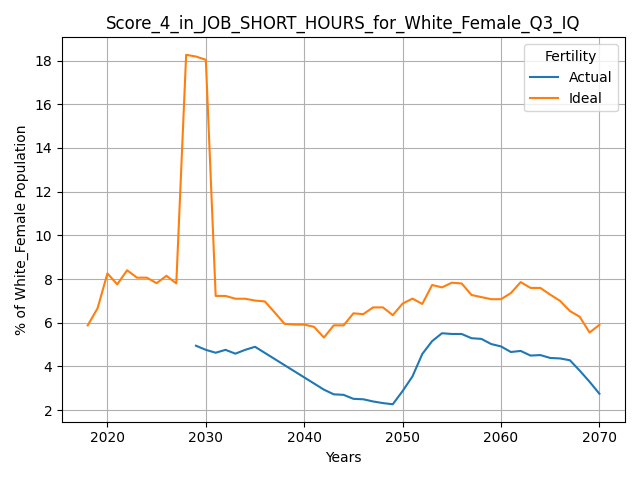 Score_4_in_JOB_SHORT_HOURS_for_White_Female_Q3_IQ
Fertility
Actual
Ideal
% of White_Female Population
18
16
14
12
10
8
6
4
2
2020 2030 2040 2050 2060 2070
Years